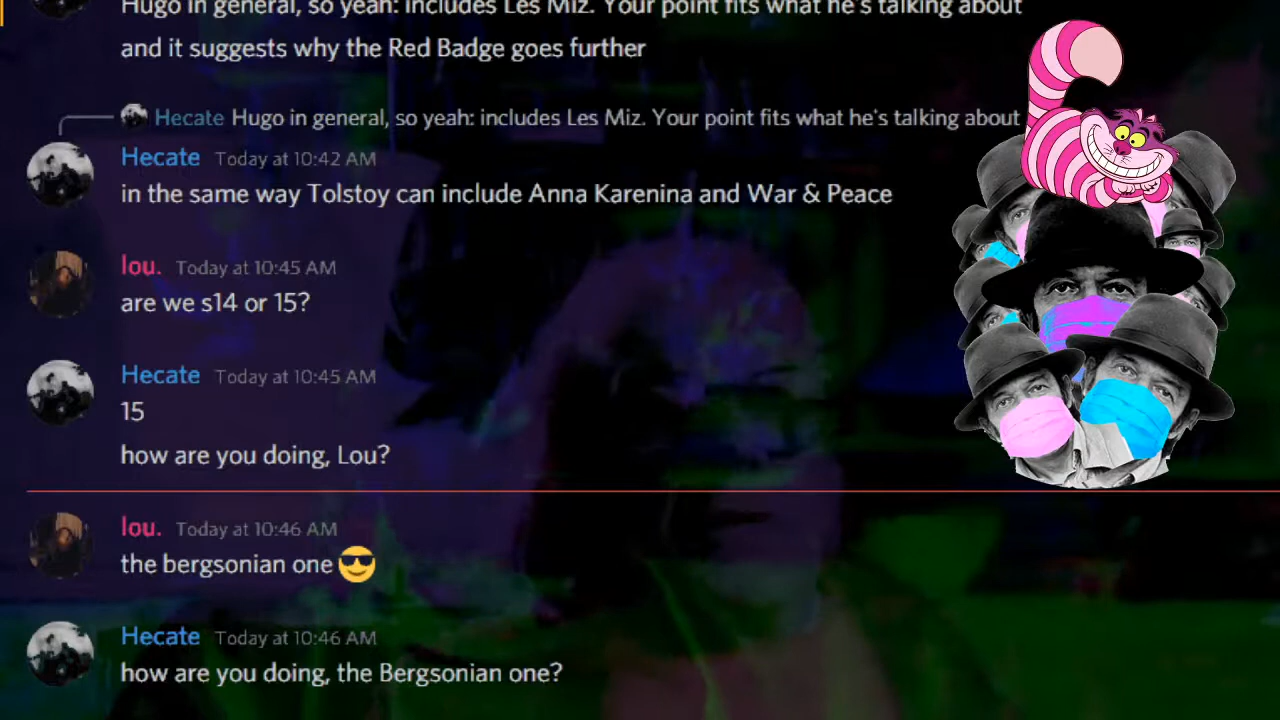 Hugo in general, so yeah: includes Les Miz. Your point fits what he's talking about
and it suggests why the Red Badge goes further
Hecate Hugo in general, so yeah: includes Les Miz. Your point fits what he's talking about
Hecate Today at 10:42 AM
in the same way Tolstoy can include Anna Karenina and War & Peace
lou. Today at 10:45 AM
are we s14 or 15?
Hecate Today at 10:45 AM
15
how are you doing, Lou?
lou. Today at 10:46 AM
the bergsonian one 😎
Hecate Today at 10:46 AM
how are you doing, the Bergsonian one?